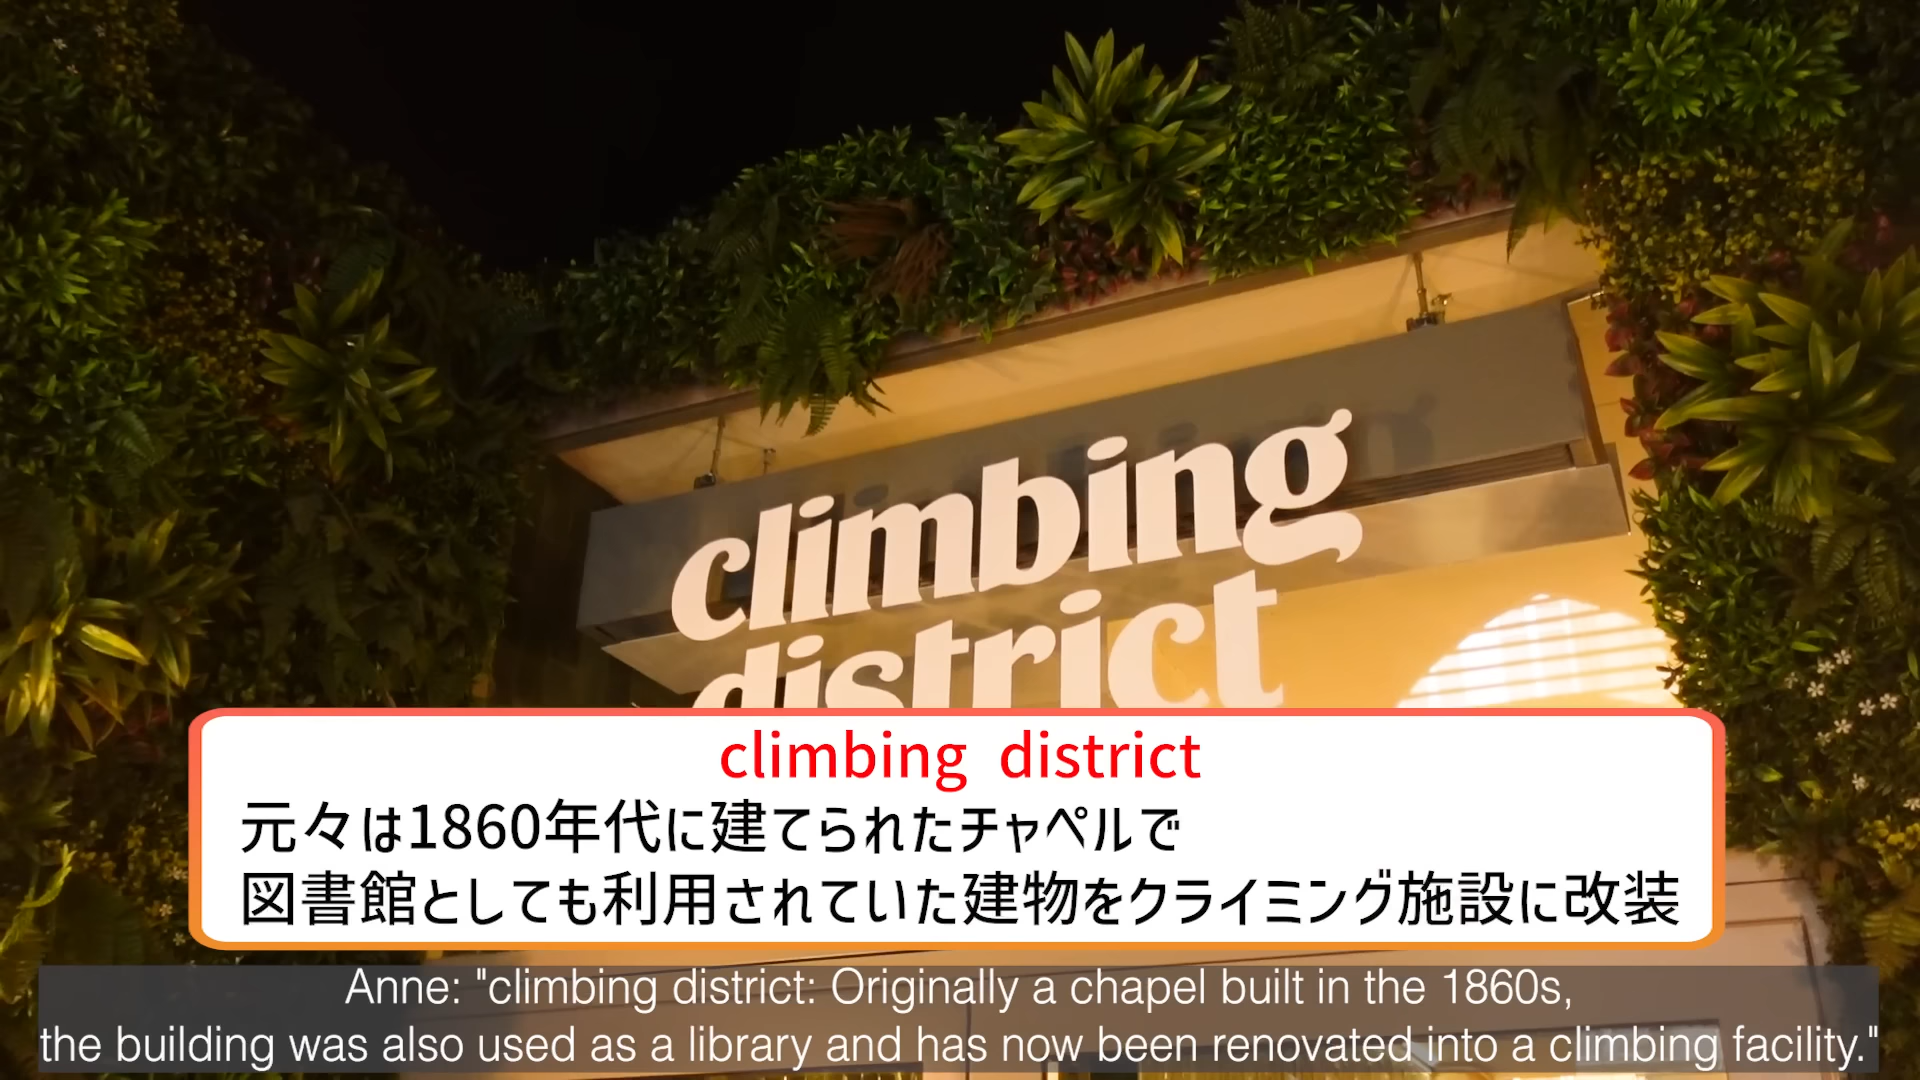 climbing
district
climbing district
元々は1860年代に建てられたチャペルで
図書館としても利用されていた建物をクライミング施設に改装
Anne: "climbing district: Originally a chapel built in the 1860s,
the building was also used as a library and has now been renovated into a climbing facility."